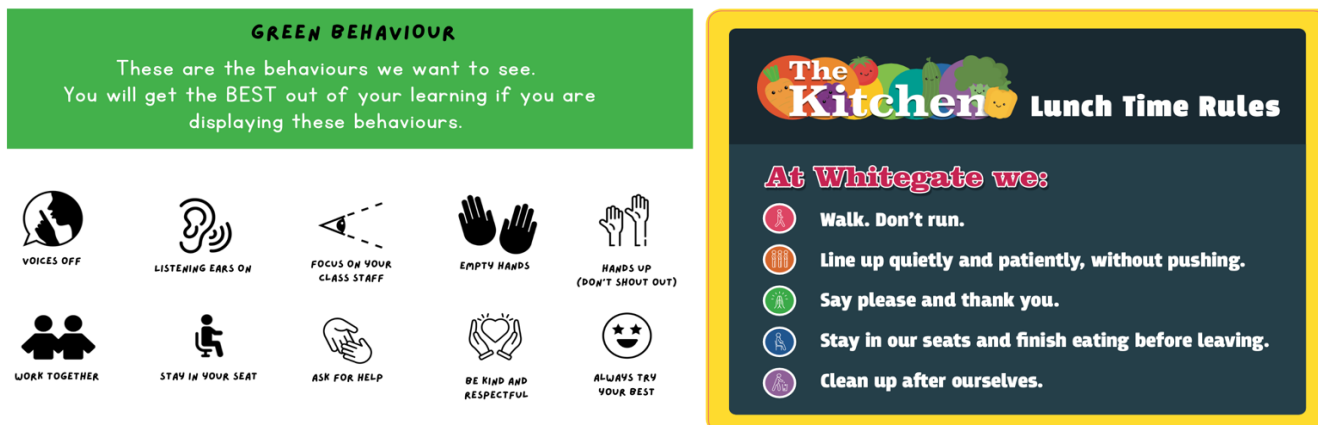 GREEN BEHAVIOUR
These are the behaviours we want to see.
You will get the BEST out of your learning if you are
displaying these behaviours.
VOICES OFF
LISTENING EARS ON
FOCUS ON YOUR
CLASS STAFF
EMPTY HANDS
HANDS UP
(DON'T SHOUT OUT)
WORK TOGETHER
STAY IN YOUR SEAT
ASK FOR HELP
BE KIND AND
RESPECTFUL
ALWAYS TRY
YOUR BEST
The
Kitchen
Lunch Time Rules
At Whitegate we:
Walk. Don't run.
Line up quietly and patiently, without pushing.
Say please and thank you.
Stay in our seats and finish eating before leaving.
Clean up after ourselves.